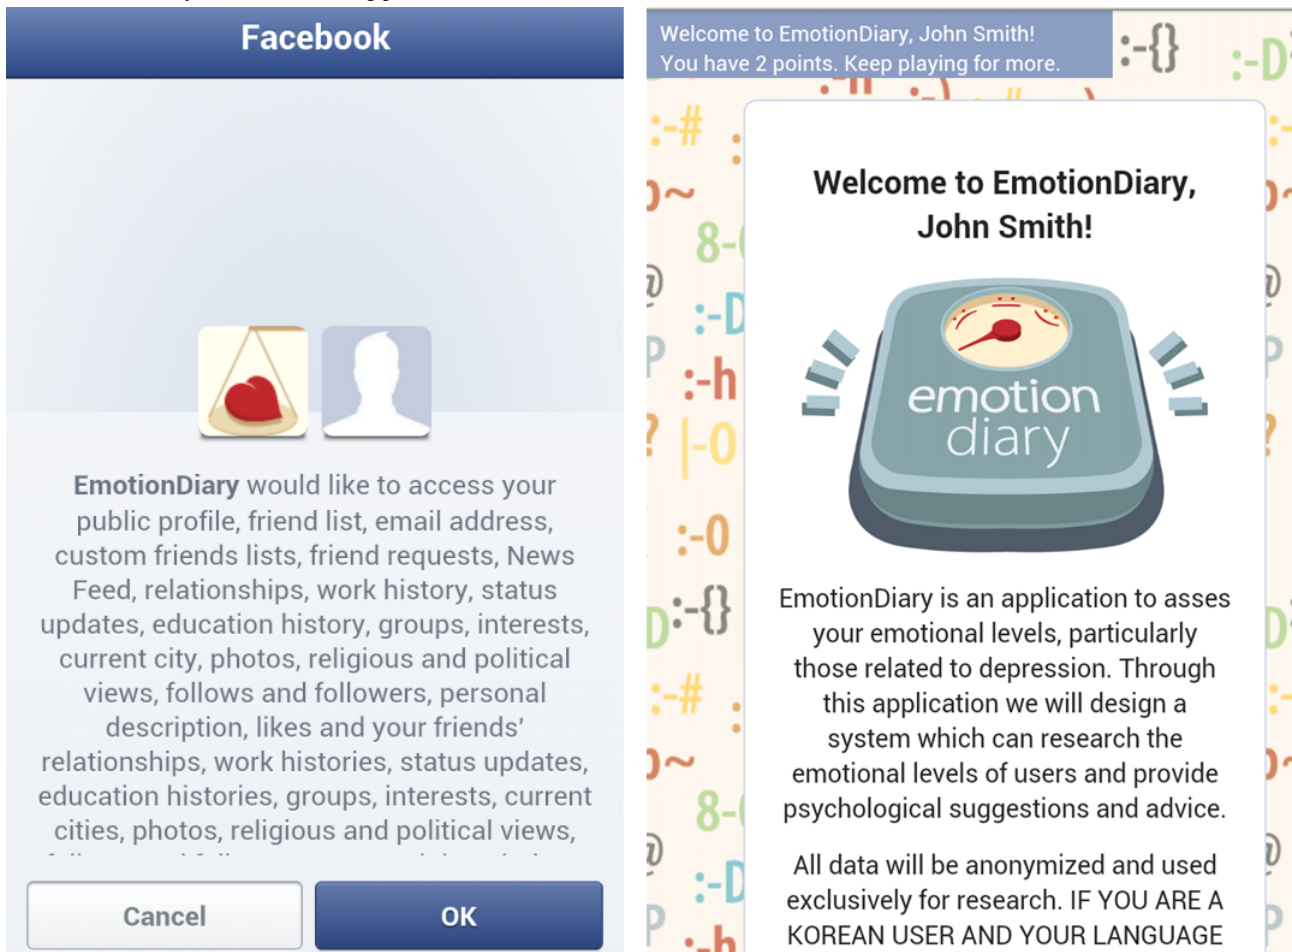 Facebook
EmotionDiary would like to access your
public profile, friend list, email address,
custom friends lists, friend requests, News
Feed, relationships, work history, status
updates, education history, groups, interests,
current city, photos, religious and political
views, follows and followers, personal
description, likes and your friends'
relationships, work histories, status updates,
education histories, groups, interests, current
cities, photos, religious and political views,
Cancel
OK
Welcome to EmotionDiary, John Smith!
You have 2 points. Keep playing for more.
:-{}
:-D
:-#
8-
:-D
:-h
|-O
:-0
:-{}
:-#
8-
:-D
:-h
Welcome to EmotionDiary,
John Smith!
emotion
diary
EmotionDiary is an application to asses
your emotional levels, particularly
those related to depression. Through
this application we will design a
system which can research the
emotional levels of users and provide
psychological suggestions and advice.
All data will be anonymized and used
exclusively for research. IF YOU ARE A
KOREAN USER AND YOUR LANGUAGE